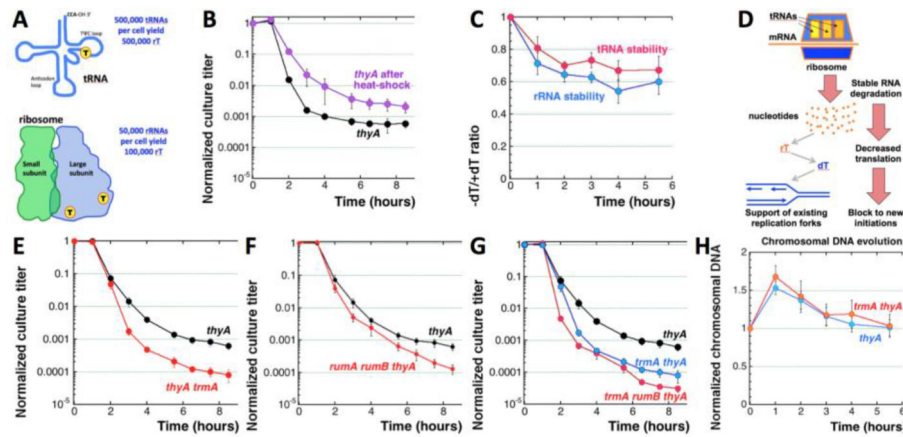 A
CCA-OH 3'
TΨC loop
T
Anticodon
loop
tRNA
500,000 tRNAs
per cell yield
500,000 rT
ribosome
Small
subunit
Large
subunit
T
T
50,000 rRNAs
per cell yield
100,000 rT
B
Normalized culture titer
1
0.1
0.01
0.001
0.0001
10-5
0
2
4
6
8
Time (hours)
thyA after
heat-shock
thyA
C
-dT/+dT ratio
1
0.8
0.6
0.4
0.2
0
0
1
2
3
4
5
6
Time (hours)
tRNA stability
rRNA stability
D
tRNAs
mRNA
ribosome
Stable RNA
degradation
nucleotides
rT
dT
Decreased
translation
Support of existing
replication forks
Block to new
initiations
E
Normalized culture titer
1
0.1
0.01
0.001
0.0001
10-5
0
2
4
6
8
Time (hours)
thyA
thyA trmA
F
Normalized culture titer
1
0.1
0.01
0.001
0.0001
10-5
0
2
4
6
8
Time (hours)
thyA
rumA rumB thyA
G
Normalized culture titer
1
0.1
0.01
0.001
0.0001
10-5
0
2
4
6
8
Time (hours)
thyA
trmA thyA
trmA rumB thyA
H
Chromosomal DNA evolution
Normalized chromosomal DNA
2
1.5
1
0.5
0
0
1
2
3
4
5
6
Time (hours)
trmA thyA
thyA